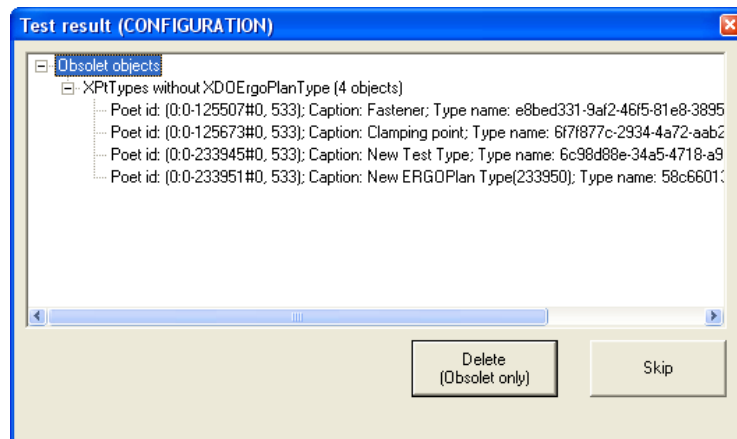 Test result (CONFIGURATION)
Obsolet objects
XPtTypes without XDOErgoPlanType (4 objects)
Poet id: (0:0-125507#0, 533); Caption: Fastener; Type name: e8bed331-9af2-46f5-81e8-3895
Poet id: (0:0-125673#0, 533); Caption: Clamping point; Type name: 6f7f877c-2934-4a72-aab2
Poet id: (0:0-233945#0, 533); Caption: New Test Type; Type name: 6c98d88e-34a5-4718-a9
Poet id: (0:0-233951#0, 533); Caption: New ERGOPlan Type(233950); Type name: 58c66013
Delete
(Obsolet only)
Skip